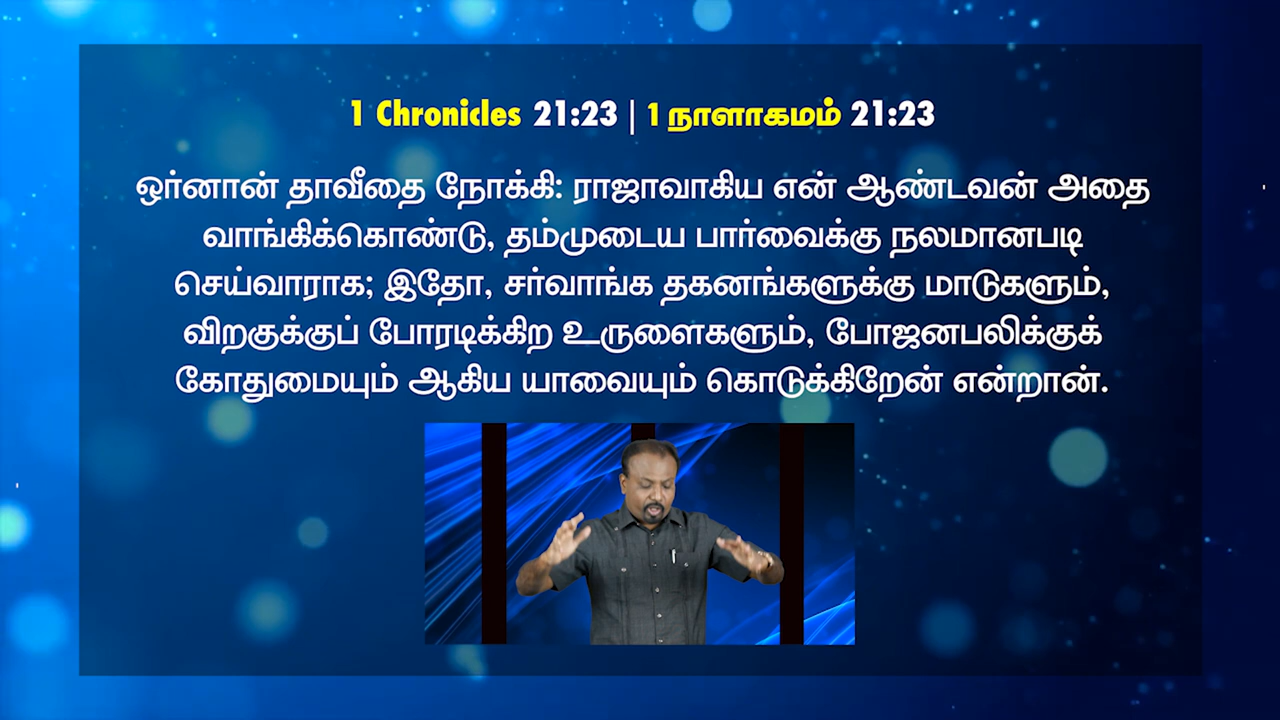 1 Chronicles 21:23 | 1 நாளாகமம் 21:23
ஒர்னான் தாவீதை நோக்கி: ராஜாவாகிய என் ஆண்டவன் அதை
வாங்கிக்கொண்டு, தம்முடைய பார்வைக்கு நலமானபடி
செய்வாராக; இதோ, சர்வாங்க தகனங்களுக்கு மாடுகளும்,
விறகுக்குப் போரடிக்கிற உருளைகளும், போஜனபலிக்குக்
கோதுமையும் ஆகிய யாவையும் கொடுக்கிறேன் என்றான்.